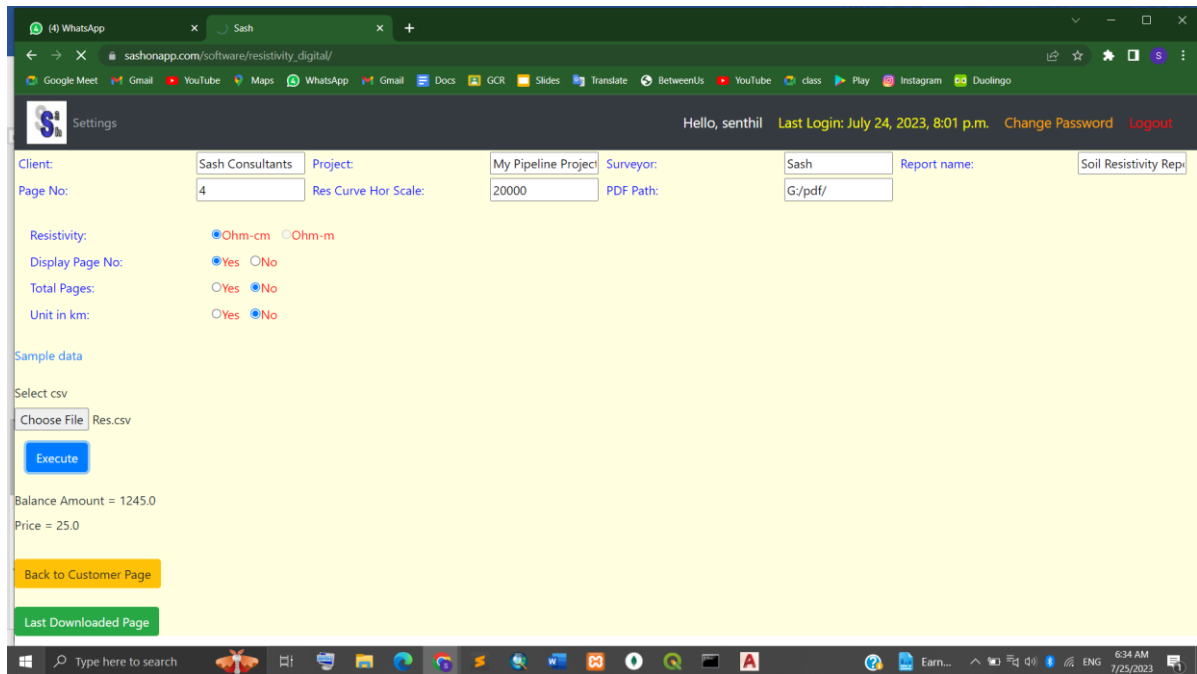 (4) WhatsApp
Sash
sashonapp.com/software/resistivity_digital/
S
Google Meet Gmail YouTube Maps WhatsApp Gmail Docs GCR Slides Translate BetweenUs YouTube class Play Instagram Duolingo
Settings
Hello, senthil Last Login: July 24, 2023, 8:01 p.m. Change Password Logout
Client: Sash Consultants Project: My Pipeline Project Surveyor: Sash Report name: Soil Resistivity Rep
Page No: 4 Res Curve Hor Scale: 20000 PDF Path: G:/pdf/
Resistivity: Ohm-cm Ohm-m
Display Page No: Yes No
Total Pages: Yes No
Unit in km: Yes No
Sample data
Select csv
Choose File Res.csv
Execute
Balance Amount = 1245.0
Price = 25.0
Back to Customer Page
Last Downloaded Page
Type here to search
Earn...
ENG
6:34 AM
7/25/2023